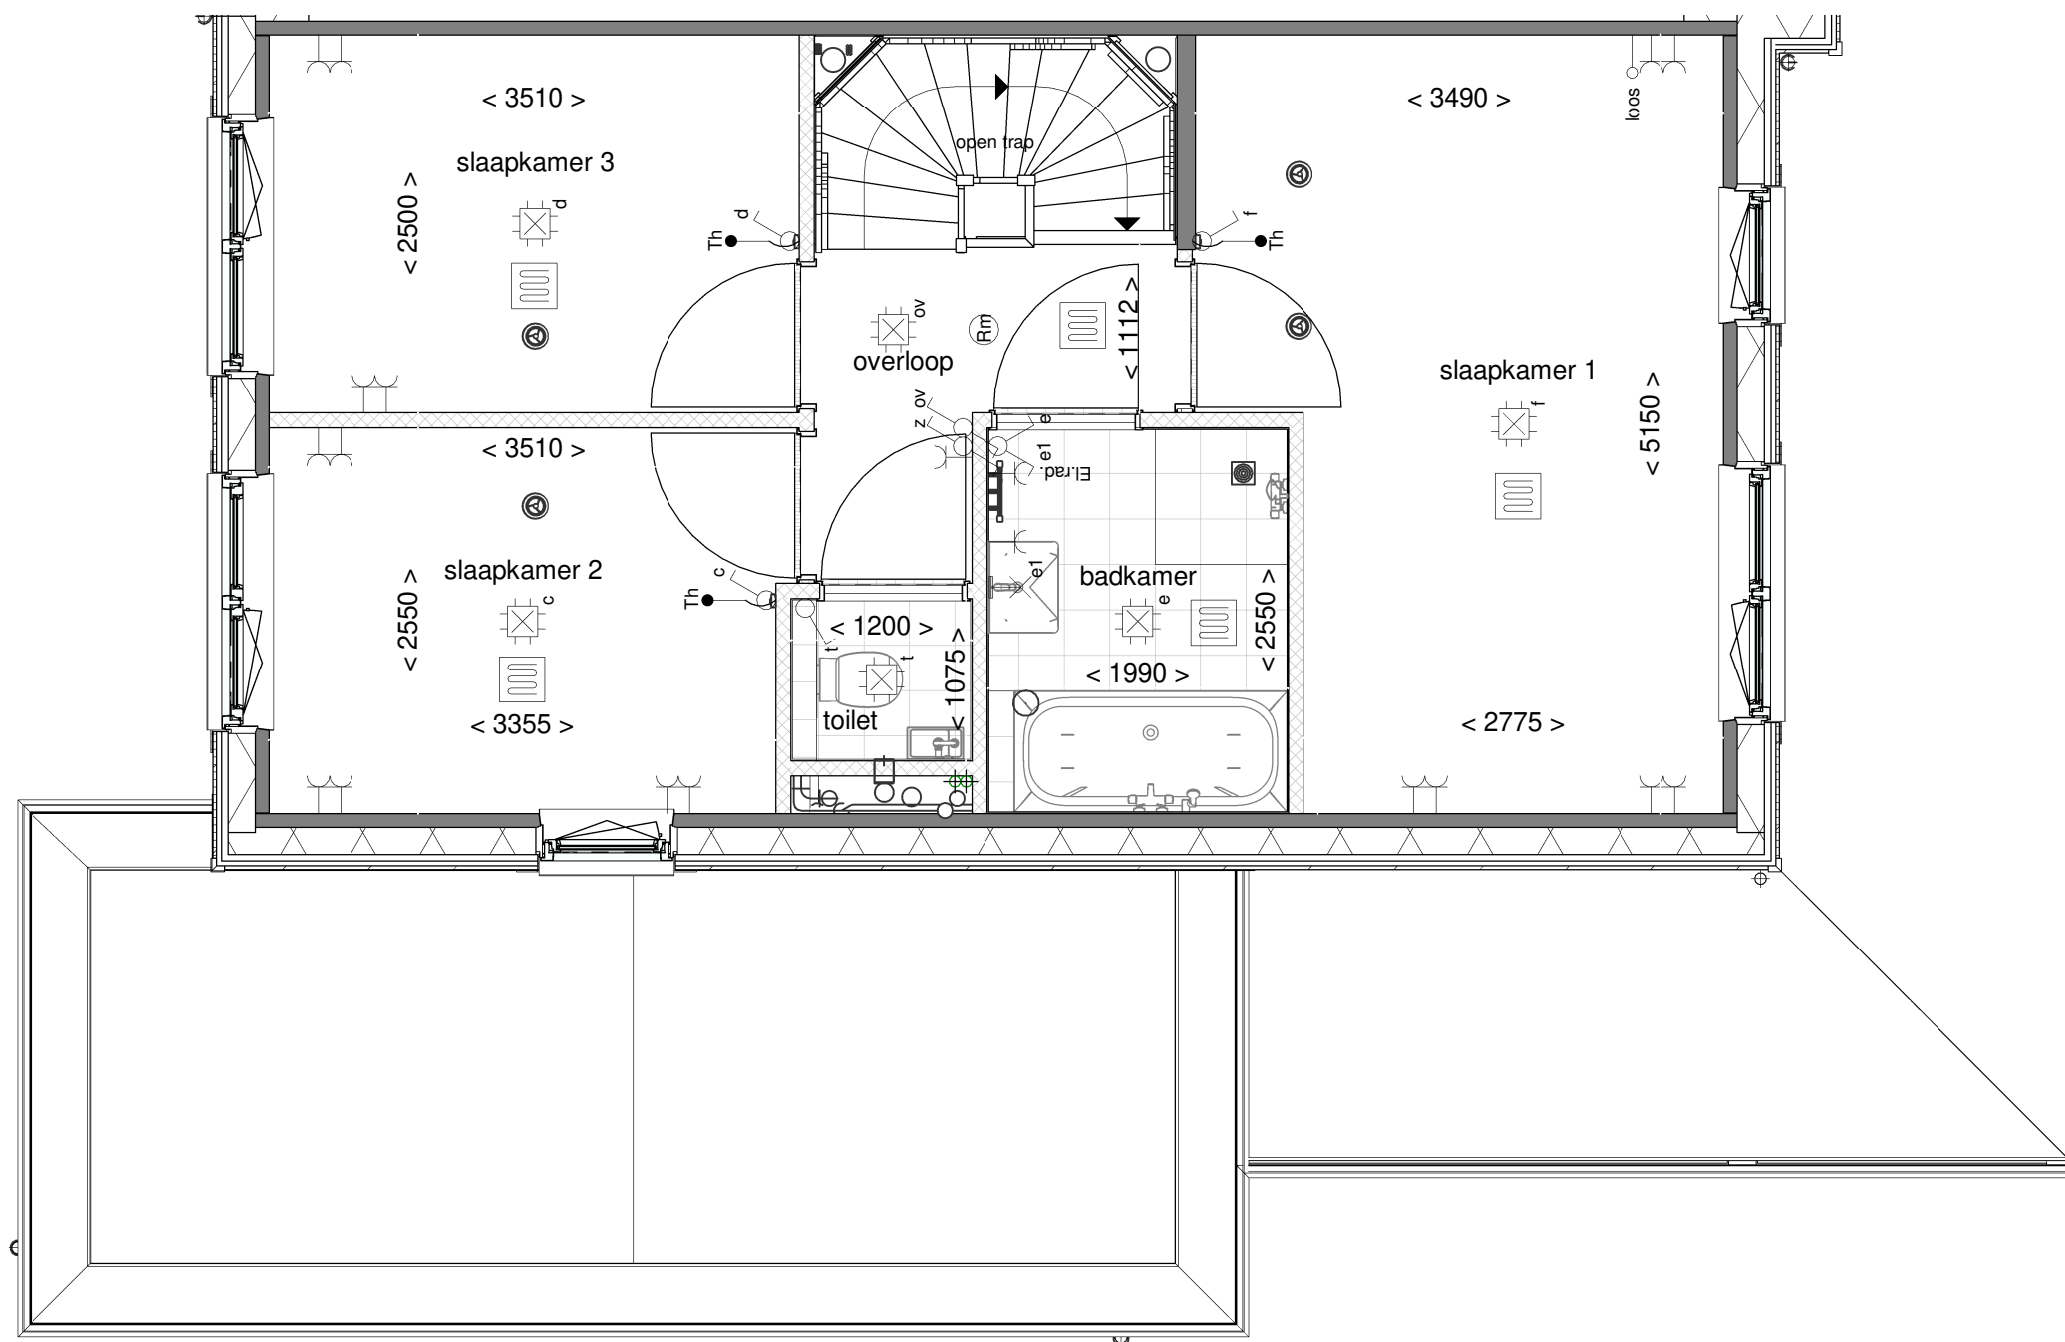 < 3510 >
< 3490 >
loos
open trap
slaapkamer 3
< 2500 >
d
d
Th
f
Th
ov
Rm
< 1112 >
overloop
slaapkamer 1
f
< 5150 >
ov
z
e
e1
El.rad.
< 3510 >
slaapkamer 2
c
< 2550 >
c
Th
< 3355 >
< 1200 >
t
t
< 1075 >
toilet
e1
badkamer
e
< 2550 >
< 1990 >
< 2775 >